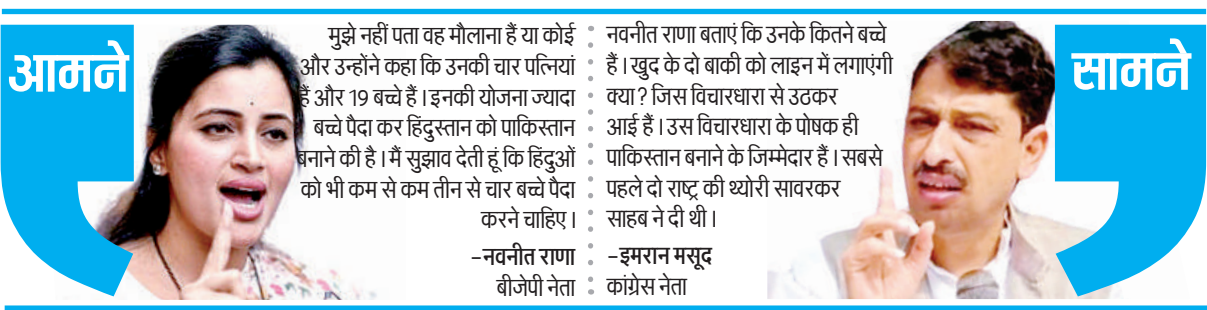 आमने
मुझे नहीं पता वह मौलाना हैं या कोई
और उन्होंने कहा कि उनकी चार पत्नियां
हैं और 19 बच्चे हैं। इनकी योजना ज्यादा
बच्चे पैदा कर हिंदुस्तान को पाकिस्तान
बनाने की है। मैं सुझाव देती हूं कि हिंदुओं
को भी कम से कम तीन से चार बच्चे पैदा
करने चाहिए।
-नवनीत राणा
बीजेपी नेता
नवनीत राणा बताएं कि उनके कितने बच्चे
हैं। खुद के दो बाकी को लाइन में लगाएंगी
क्या? जिस विचारधारा से उठकर
आई हैं। उस विचारधारा के पोषक ही
पाकिस्तान बनाने के जिम्मेदार हैं। सबसे
पहले दो राष्ट्र की थ्योरी सावरकर
साहब ने दी थी।
-इमरान मसूद
कांग्रेस नेता
सामने